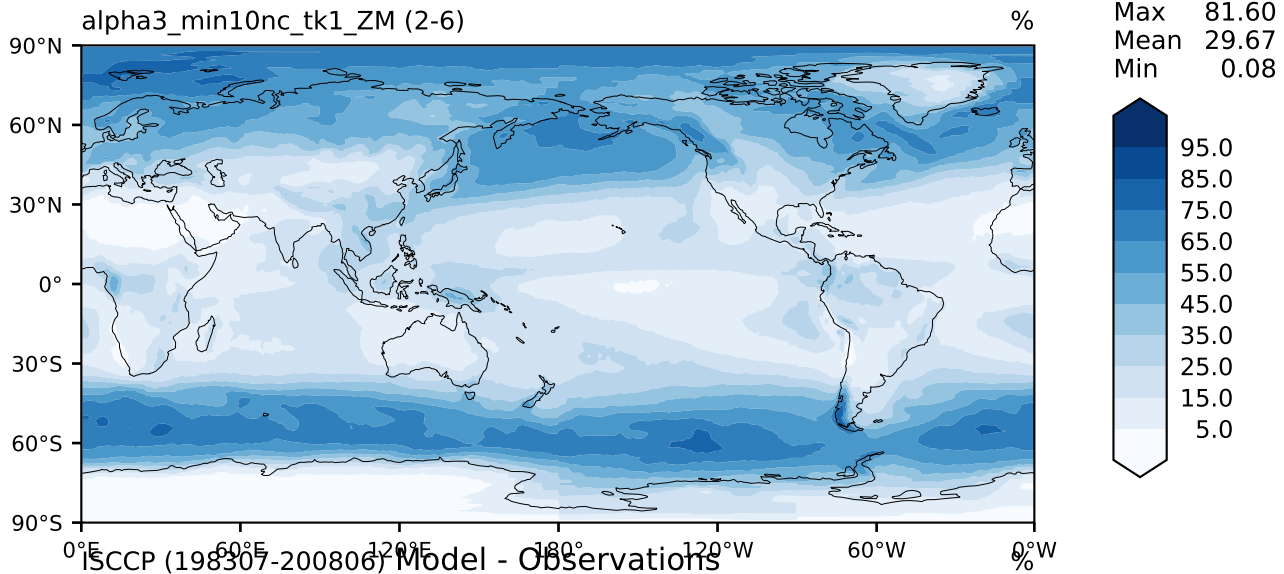 alpha3_min10nc_tk1_ZM (2-6) %
Max 81.60
Mean 29.67
Min 0.08
90°N
60°N
30°N
0°
30°S
60°S
90°S
95.0
85.0
75.0
65.0
55.0
45.0
35.0
25.0
15.0
5.0
0°E 60°E 120°E 180° 120°W 60°W 0°W
ISCCP (198307-200806) Model - Observations %